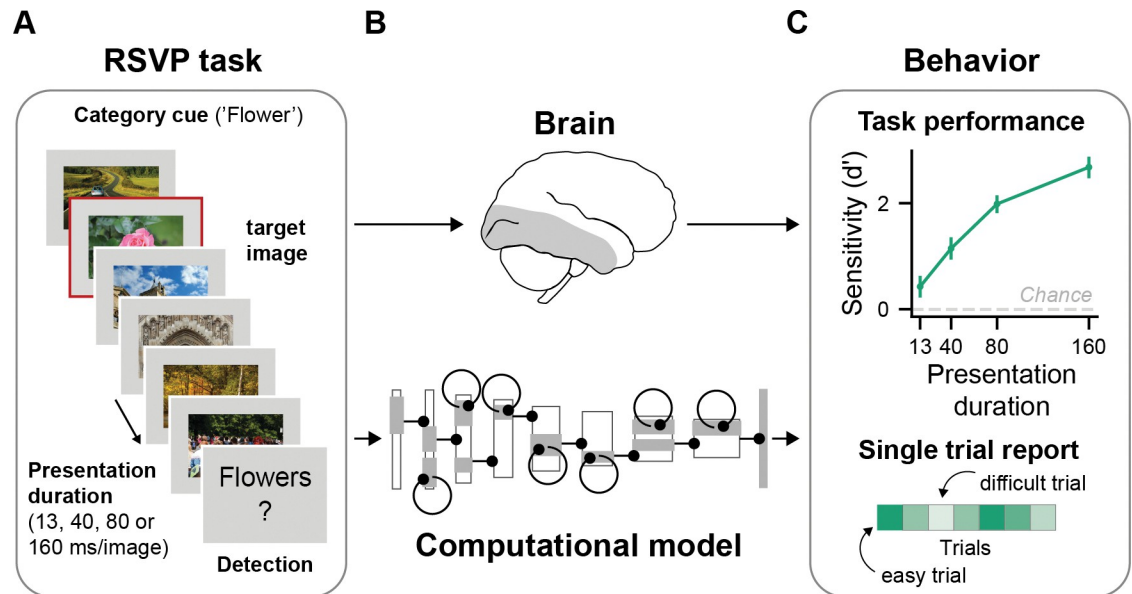 A
RSVP task
Category cue ('Flower')
target
image
Presentation
duration
(13, 40, 80 or
160 ms/image)
Flowers
?
Detection
B
Brain
Computational model
C
Behavior
Task performance
Sensitivity (d')
2
0
Chance
13 40 80 160
Presentation
duration
Single trial report
difficult trial
Trials
easy trial